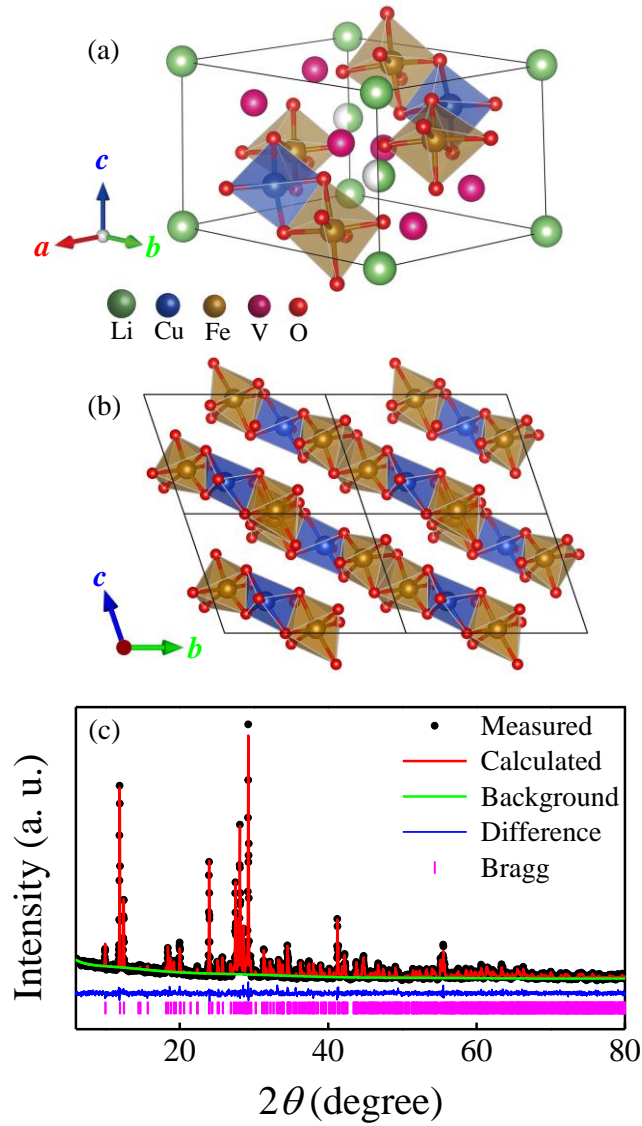 (a)
c
a
b
Li Cu Fe V O
(b)
c
b
(c)
Measured
Calculated
Background
Difference
Bragg
Intensity (a. u.)
20 40 60 80
2θ (degree)